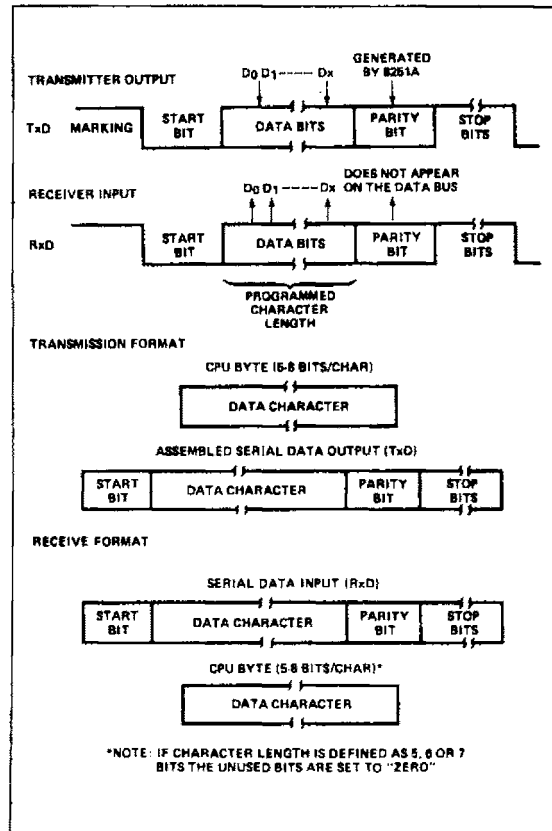 GENERATED
BY 8251A
TRANSMITTER OUTPUT
D0 D1 ------ Dx
TxD
MARKING
START
BIT
DATA BITS
PARITY
BIT
STOP
BITS
RECEIVER INPUT
D0 D1 ------ Dx
DOES NOT APPEAR
ON THE DATA BUS
RxD
START
BIT
DATA BITS
PARITY
BIT
STOP
BITS
PROGRAMMED
CHARACTER
LENGTH
TRANSMISSION FORMAT
CPU BYTE (5-8 BITS/CHAR)
DATA CHARACTER
ASSEMBLED SERIAL DATA OUTPUT (TxD)
START
BIT
DATA CHARACTER
PARITY
BIT
STOP
BITS
RECEIVE FORMAT
SERIAL DATA INPUT (RxD)
START
BIT
DATA CHARACTER
PARITY
BIT
STOP
BITS
CPU BYTE (5-8 BITS/CHAR)*
DATA CHARACTER
*NOTE: IF CHARACTER LENGTH IS DEFINED AS 5, 6 OR 7
BITS THE UNUSED BITS ARE SET TO "ZERO"